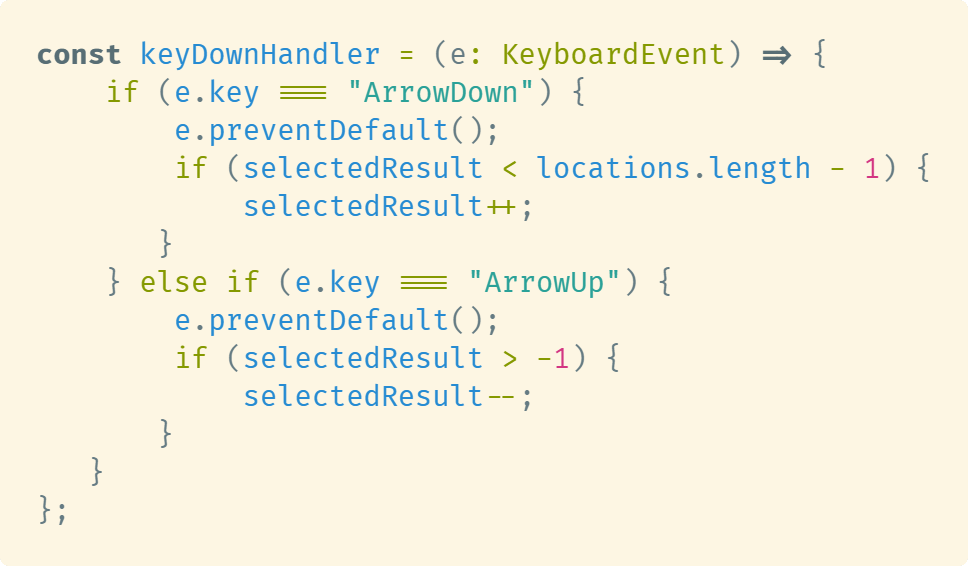 const keyDownHandler = (e: KeyboardEvent) => {
    if (e.key === "ArrowDown") {
        e.preventDefault();
        if (selectedResult < locations.length - 1) {
            selectedResult++;
       }
    } else if (e.key === "ArrowUp") {
        e.preventDefault();
        if (selectedResult > -1) {
            selectedResult--;
       }
   }
};